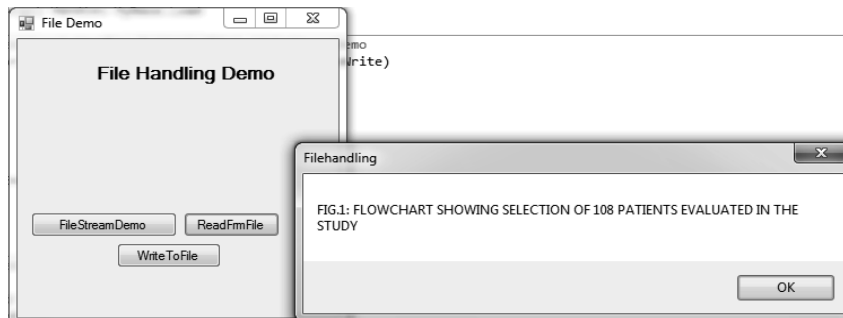 File Demo
emo
Write)
File Handling Demo
Filehandling
FIG.1: FLOWCHART SHOWING SELECTION OF 108 PATIENTS EVALUATED IN THE
STUDY
FileStreamDemo ReadFrmFile
WriteToFile
OK